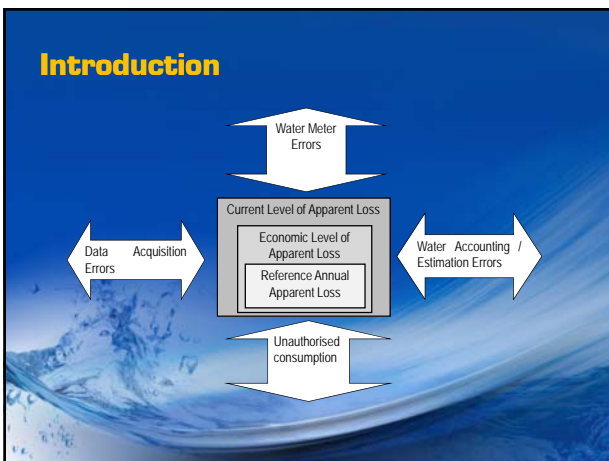 Introduction
Water Meter
Errors
Current Level of Apparent Loss
Economic Level of
Apparent Loss
Reference Annual
Apparent Loss
Data Acquisition
Errors
Water Accounting /
Estimation Errors
Unauthorised
consumption